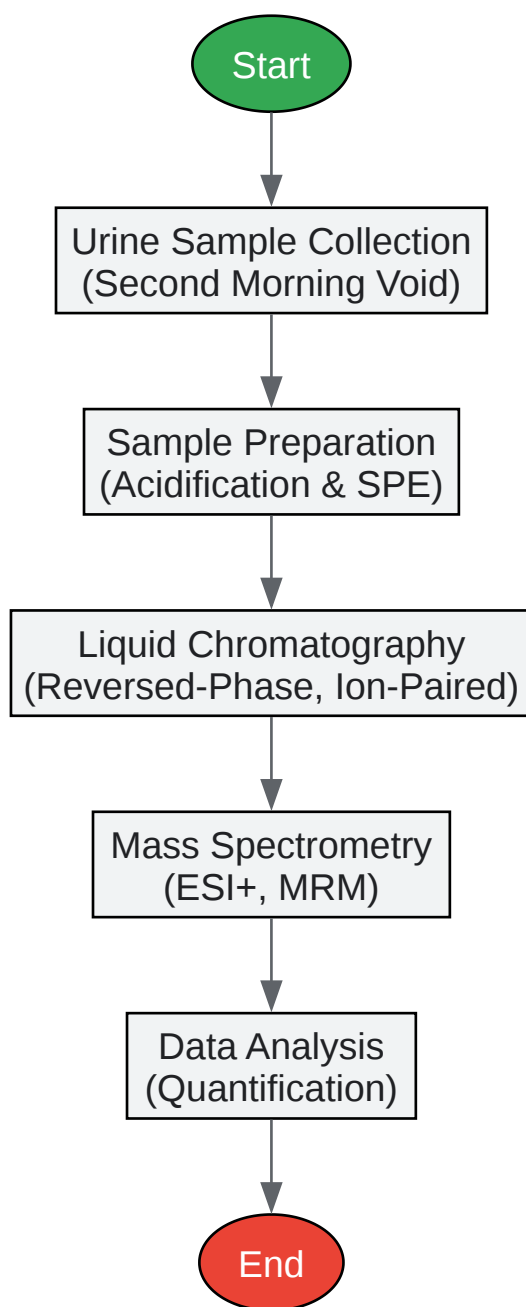 Start
Urine Sample Collection
(Second Morning Void)
Sample Preparation
(Acidification & SPE)
Liquid Chromatography
(Reversed-Phase, Ion-Paired)
Mass Spectrometry
(ESI+, MRM)
Data Analysis
(Quantification)
End